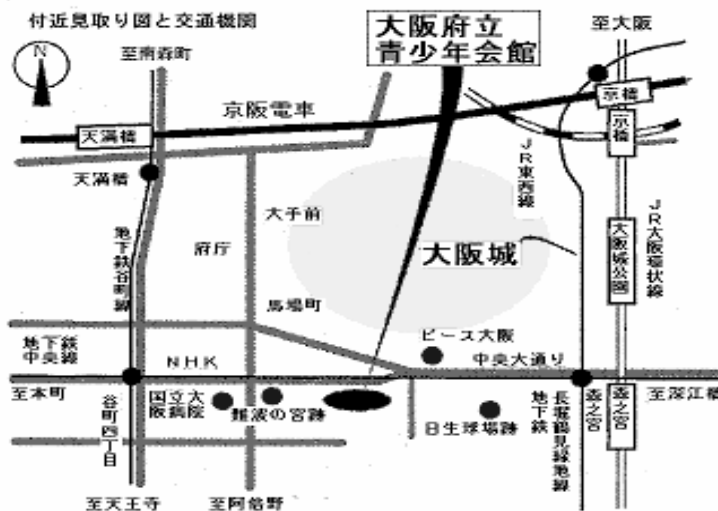 付近見取り図と交通機関
大阪府立
青少年会館
至大阪
N
至南森町
京阪電車
京橋
天満橋
京橋
天満橋
JR東西線
大手前
地下鉄谷町線
府庁
大阪城
大阪城公園
JR大阪環状線
馬場町
ピース大阪
地下鉄
中央線
N.H.K
中央大通り
至本町
国立大
阪病院
難波の宮跡
日生球場跡
長堀鶴見緑地線
地下鉄
森之宮
森之宮
至深江橋
谷町四丁目
至天王寺
至阿倍野